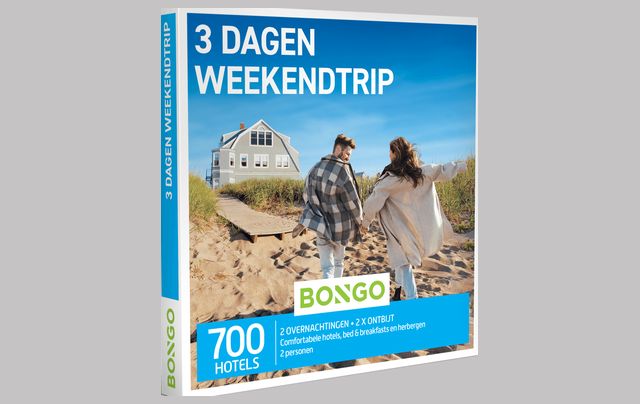 3 DAGEN
WEEKENDTRIP
3 DAGEN WEEKENDTRIP
BONGO
BONGO
700
HOTELS
2 OVERNACHTINGEN + 2 X ONTBIJT
Comfortabele hotels, bed & breakfasts en herbergen
2 personen